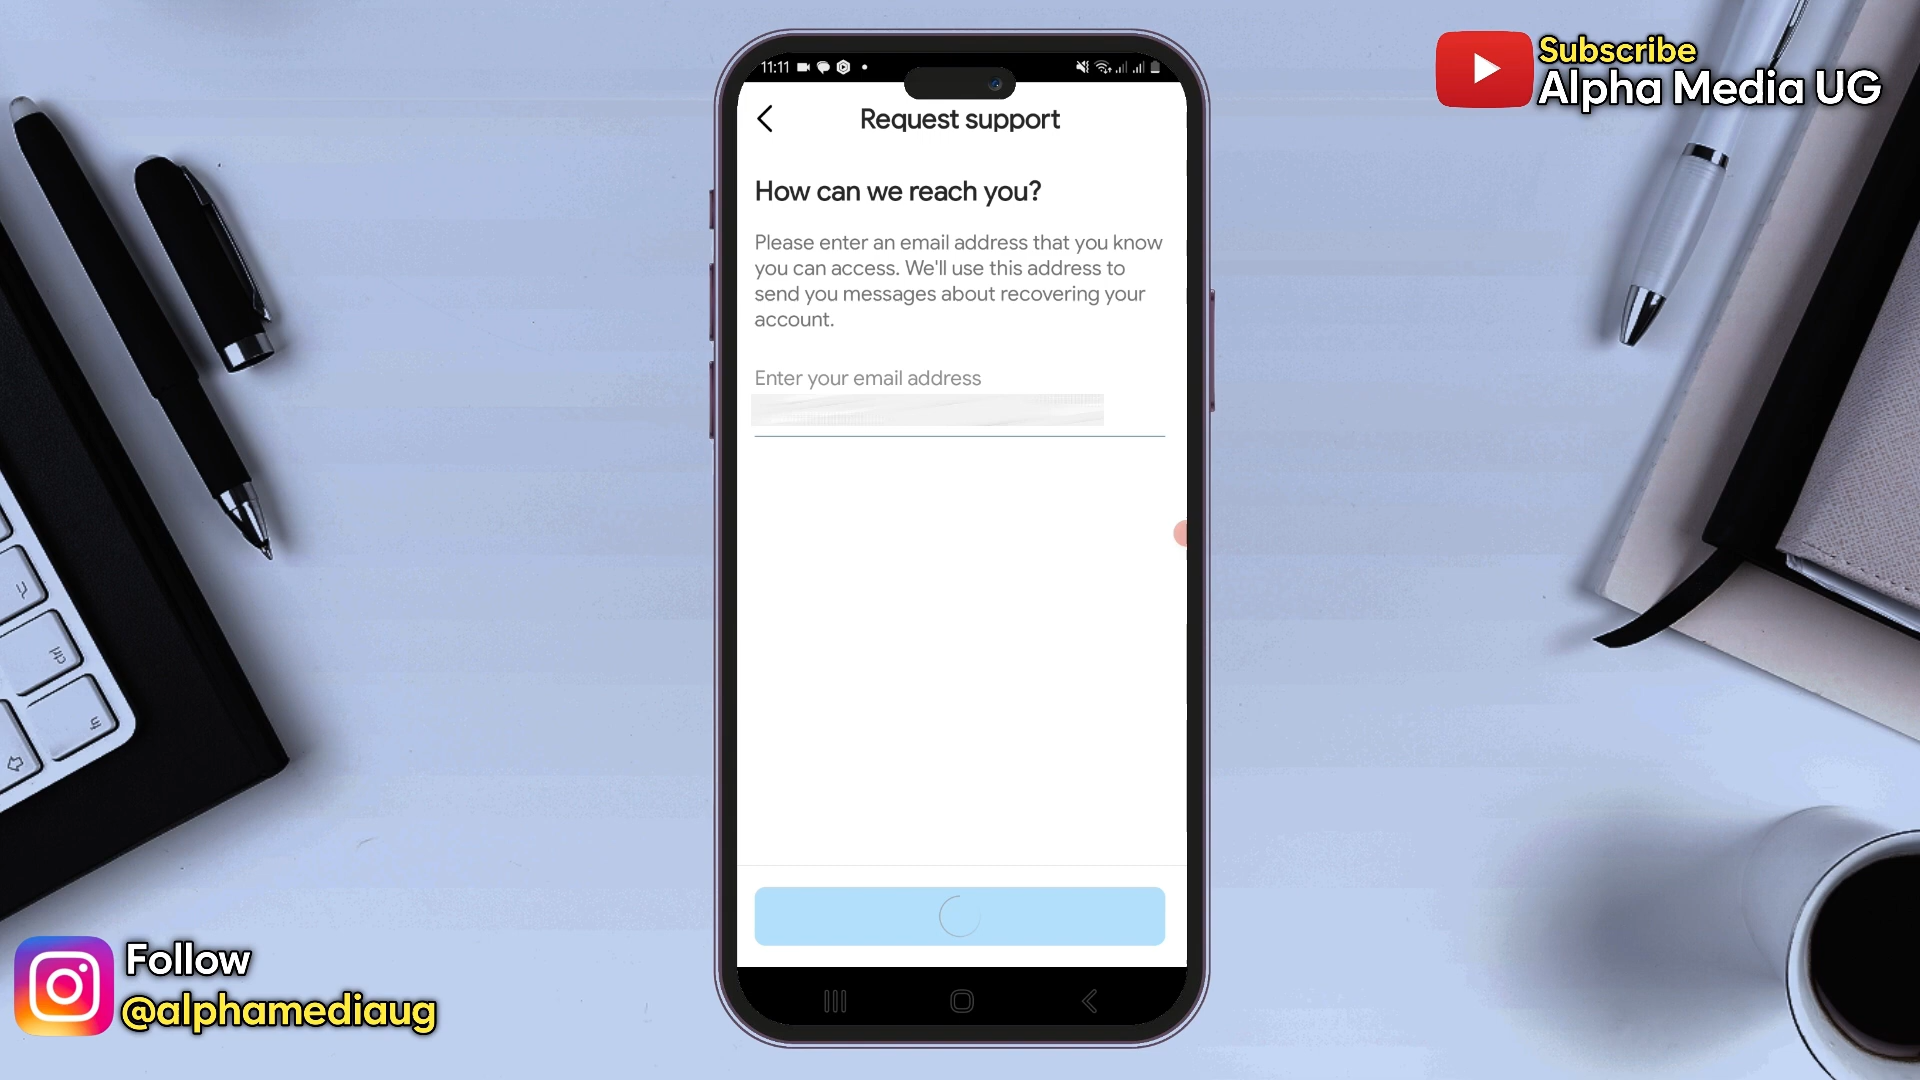 Subscribe
Alpha Media UG
11:11
Request support
How can we reach you?
Please enter an email address that you know
you can access. We'll use this address to
send you messages about recovering your
account.
Enter your email address
ctrl
fn
Follow
@alphamediaug